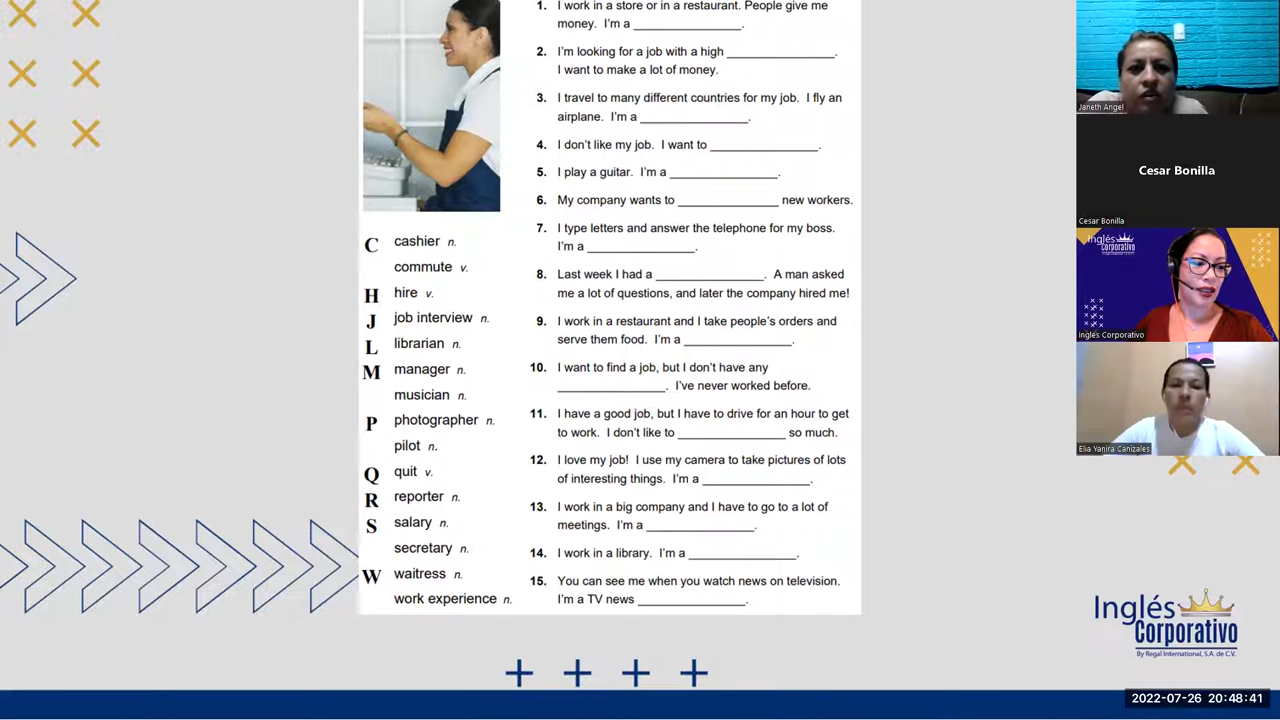 1. I work in a store or in a restaurant. People give me
money. I'm a ________________.
2. I'm looking for a job with a high ________________.
I want to make a lot of money.
3. I travel to many different countries for my job. I fly an
airplane. I'm a ________________.
4. I don't like my job. I want to ________________.
5. I play a guitar. I'm a ________________.
6. My company wants to _______________ new workers.
7. I type letters and answer the telephone for my boss.
I'm a ________________.
8. Last week I had a ________________. A man asked
me a lot of questions, and later the company hired me!
9. I work in a restaurant and I take people's orders and
serve them food. I'm a ________________.
10. I want to find a job, but I don't have any
________________. I've never worked before.
11. I have a good job, but I have to drive for an hour to get
to work. I don't like to ________________ so much.
12. I love my job! I use my camera to take pictures of lots
of interesting things. I'm a ________________.
13. I work in a big company and I have to go to a lot of
meetings. I'm a ________________.
14. I work in a library. I'm a ________________.
15. You can see me when you watch news on television.
I'm a TV news ________________.
C cashier n.
commute v.
H hire v.
J job interview n.
L librarian n.
M manager n.
musician n.
P photographer n.
pilot n.
Q quit v.
R reporter n.
S salary n.
secretary n.
W waitress n.
work experience n.
Janeth Angel
Cesar Bonilla
Cesar Bonilla
Inglés
Corporativo
Inglés Corporativo
Elia Yanira Canizales
Inglés
Corporativo
By Regal International, S.A. de C.V.
2022-07-26 20:48:41